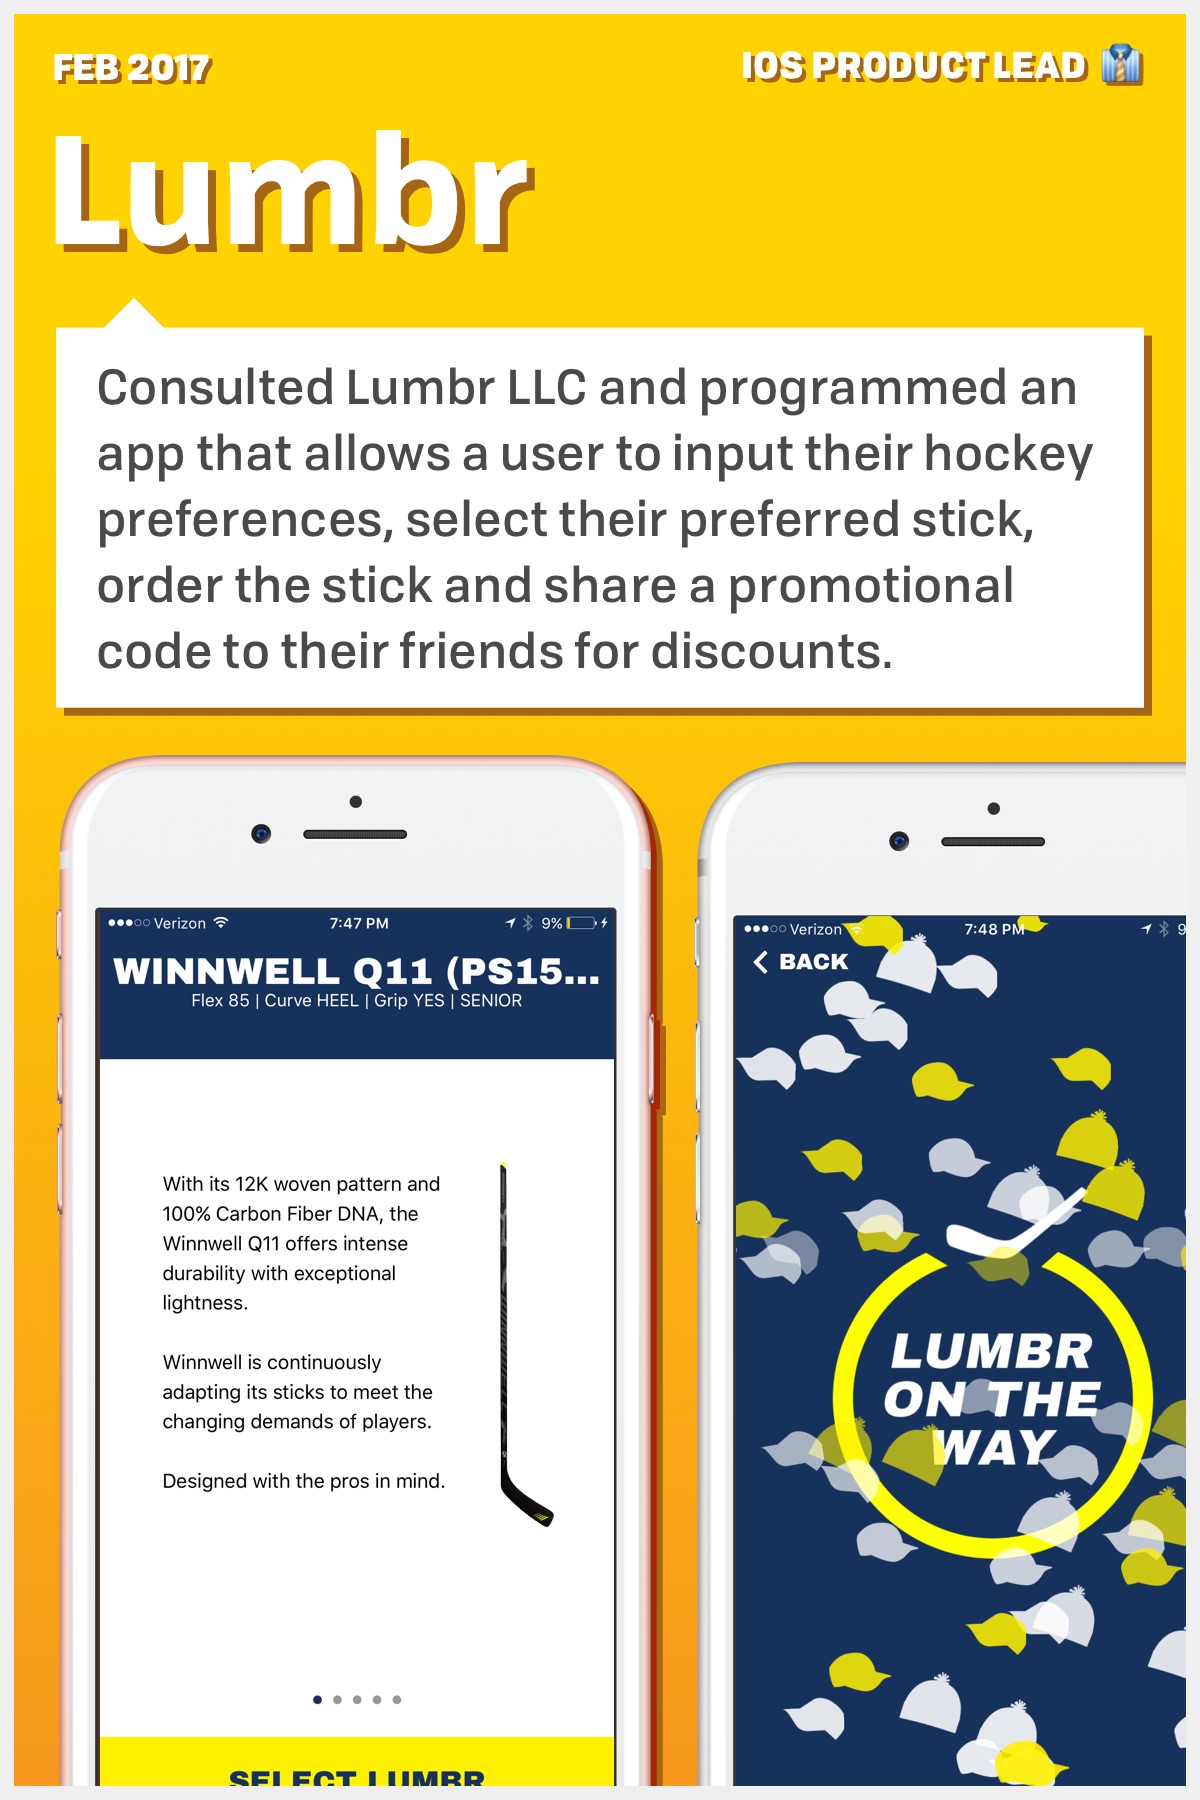 FEB 2017
IOS PRODUCT LEAD
Lumbr
Consulted Lumbr LLC and programmed an
app that allows a user to input their hockey
preferences, select their preferred stick,
order the stick and share a promotional
code to their friends for discounts.
Verizon 7:47 PM 9%
WINNWELL Q11 (PS15...
Flex 85 | Curve HEEL | Grip YES | SENIOR
With its 12K woven pattern and
100% Carbon Fiber DNA, the
Winnwell Q11 offers intense
durability with exceptional
lightness.
Winnwell is continuously
adapting its sticks to meet the
changing demands of players.
Designed with the pros in mind.
SELECT LUMBR
Verizon 7:48 PM 9
BACK
LUMBR
ON THE
WAY